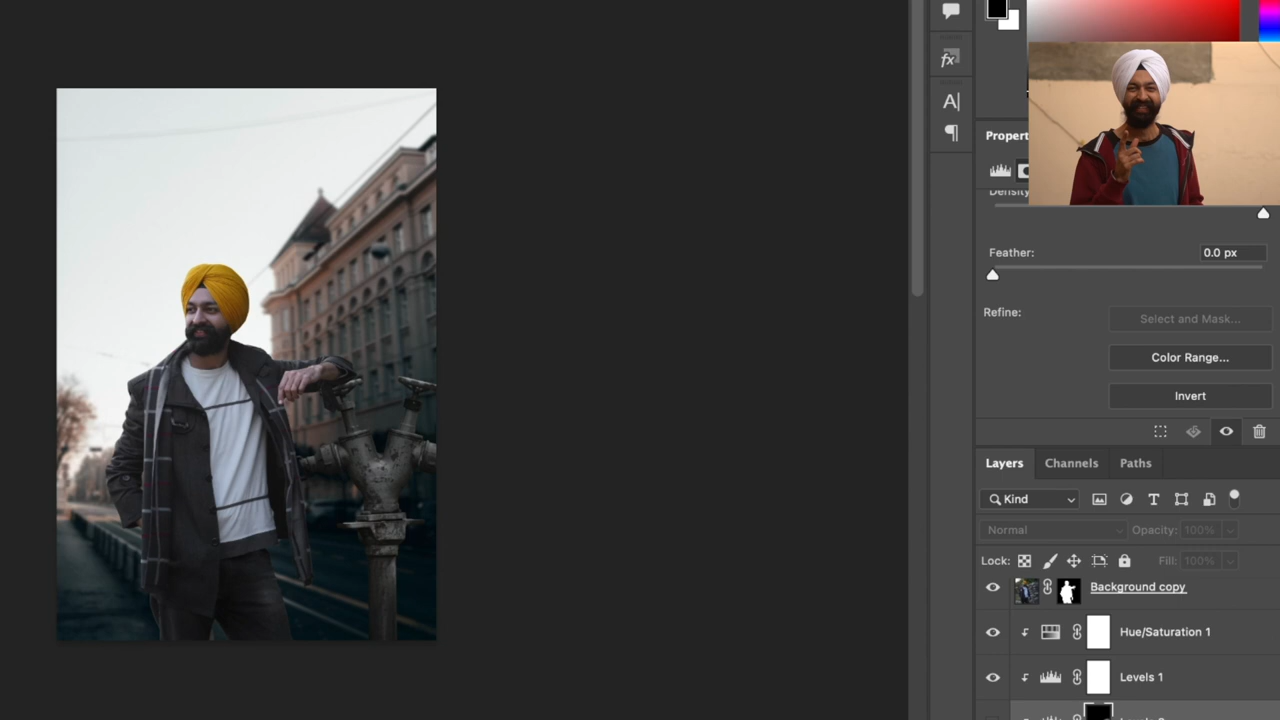 fx
A|
Propert
Density
Feather:
0.0 px
Refine:
Select and Mask...
Color Range...
Invert
Layers
Channels
Paths
Kind
Normal
Opacity:
100%
Lock:
Fill:
100%
Background copy
Hue/Saturation 1
Levels 1